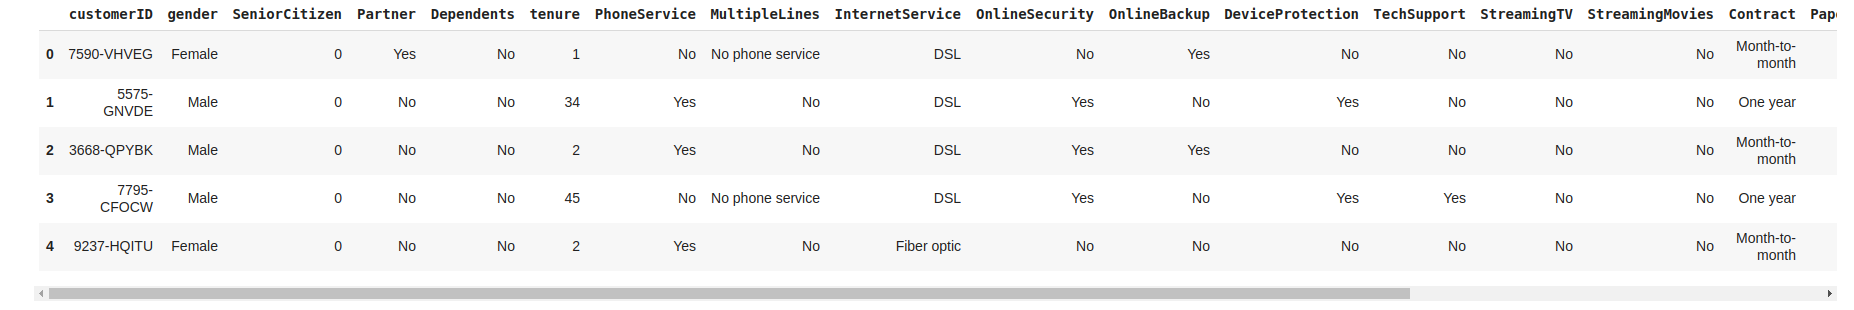 customerID gender SeniorCitizen Partner Dependents tenure PhoneService MultipleLines InternetService OnlineSecurity OnlineBackup DeviceProtection TechSupport StreamingTV StreamingMovies Contract Pape
0 7590-VHVEG Female 0 Yes No 1 No No phone service DSL No Yes No No No No Month-to-
month
1 5575-
GNVDE Male 0 No No 34 Yes No DSL Yes No Yes No No No One year
2 3668-QPYBK Male 0 No No 2 Yes No DSL Yes Yes No No No No Month-to-
month
3 7795-
CFOCW Male 0 No No 45 No No phone service DSL Yes No Yes Yes No No One year
4 9237-HQITU Female 0 No No 2 Yes No Fiber optic No No No No No No Month-to-
month